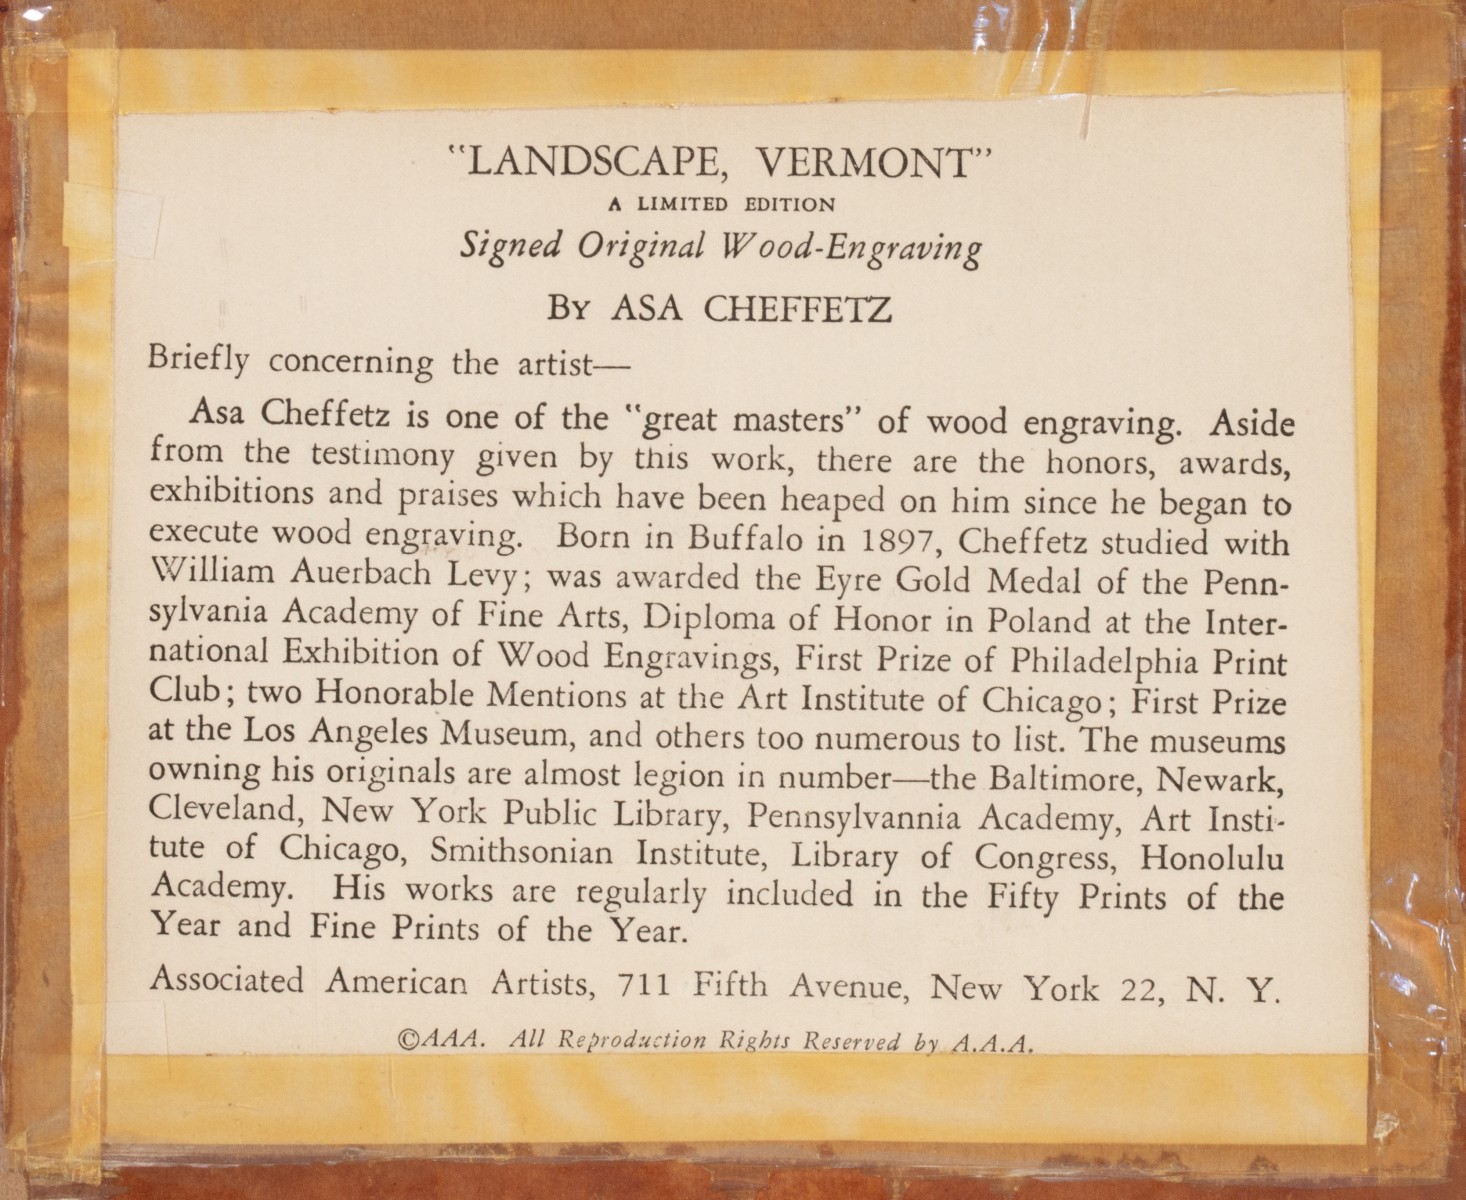 "LANDSCAPE, VERMONT"
A LIMITED EDITION
Signed Original Wood-Engraving
By ASA CHEFFETZ
Briefly concerning the artist—
Asa Cheffetz is one of the "great masters" of wood engraving. Aside
from the testimony given by this work, there are the honors, awards,
exhibitions and praises which have been heaped on him since he began to
execute wood engraving. Born in Buffalo in 1897, Cheffetz studied with
William Auerbach Levy; was awarded the Eyre Gold Medal of the Penn-
sylvania Academy of Fine Arts, Diploma of Honor in Poland at the Inter-
national Exhibition of Wood Engravings, First Prize of Philadelphia Print
Club; two Honorable Mentions at the Art Institute of Chicago; First Prize
at the Los Angeles Museum, and others too numerous to list. The museums
owning his originals are almost legion in number—the Baltimore, Newark,
Cleveland, New York Public Library, Pennsylvannia Academy, Art Insti-
tute of Chicago, Smithsonian Institute, Library of Congress, Honolulu
Academy. His works are regularly included in the Fifty Prints of the
Year and Fine Prints of the Year.
Associated American Artists, 711 Fifth Avenue, New York 22, N. Y.
©AAA. All Reproduction Rights Reserved by A.A.A.